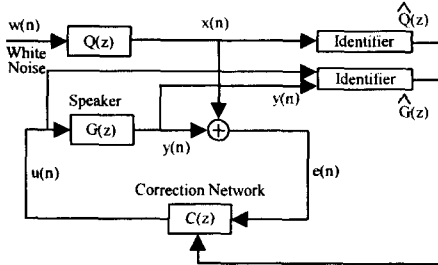 w(n)
White
Noise
Q(z)
x(n)
Identifier
Q̂(z)
Identifier
Ĝ(z)
Speaker
G(z)
y(n)
y(n)
+
u(n)
e(n)
Correction Network
C(z)